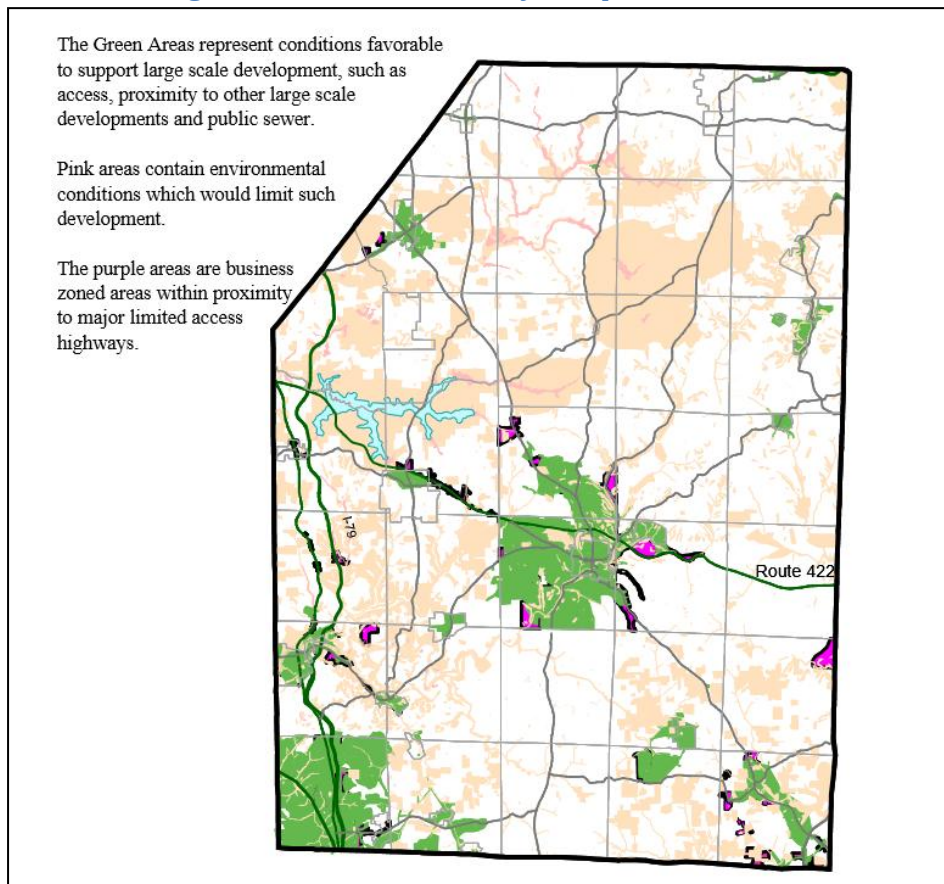 The Green Areas represent conditions favorable
to support large scale development, such as
access, proximity to other large scale
developments and public sewer.
Pink areas contain environmental
conditions which would limit such
development.
The purple areas are business
zoned areas within proximity
to major limited access
highways.
I-79
Route 422